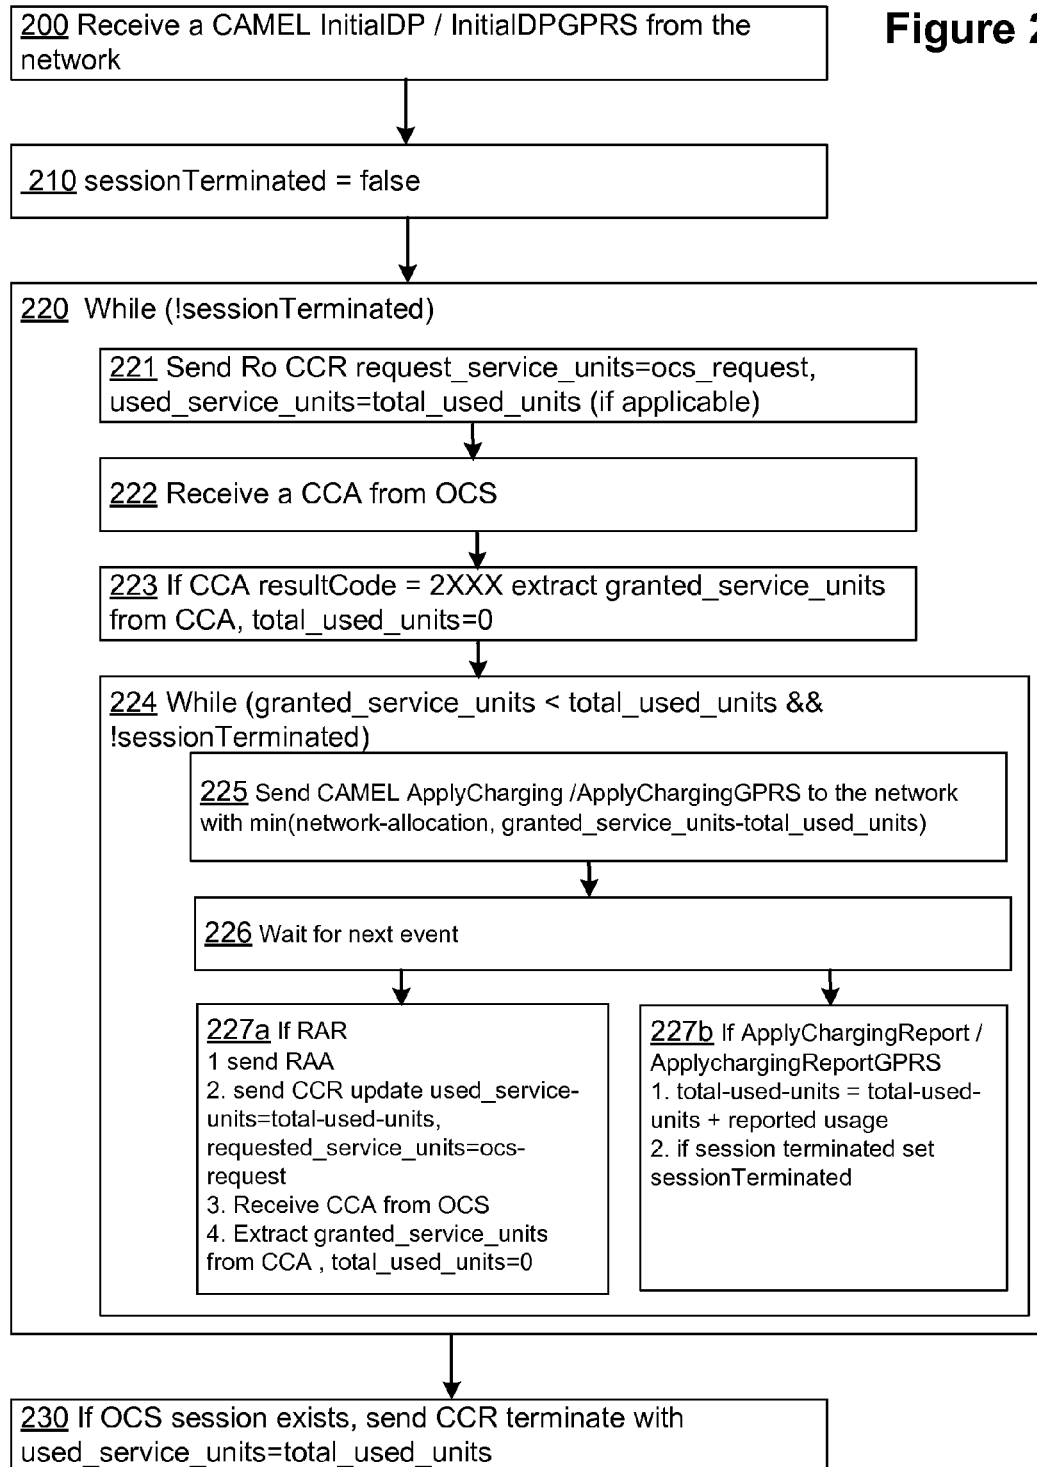 Figure 2
200 Receive a CAMEL InitialDP / InitialDPGPRS from the
network
210 sessionTerminated = false
220 While (!sessionTerminated)
221 Send Ro CCR request_service_units=ocs_request,
used_service_units=total_used_units (if applicable)
222 Receive a CCA from OCS
223 If CCA resultCode = 2XXX extract granted_service_units
from CCA, total_used_units=0
224 While (granted_service_units < total_used_units &&
!sessionTerminated)
225 Send CAMEL ApplyCharging /ApplyChargingGPRS to the network
with min(network-allocation, granted_service_units-total_used_units)
226 Wait for next event
227a If RAR
1 send RAA
2. send CCR update used_service-
units=total-used-units,
requested_service_units=ocs-
request
3. Receive CCA from OCS
4. Extract granted_service_units
from CCA , total_used_units=0
227b If ApplyChargingReport /
ApplychargingReportGPRS
1. total-used-units = total-used-
units + reported usage
2. if session terminated set
sessionTerminated
230 If OCS session exists, send CCR terminate with
used_service_units=total_used_units